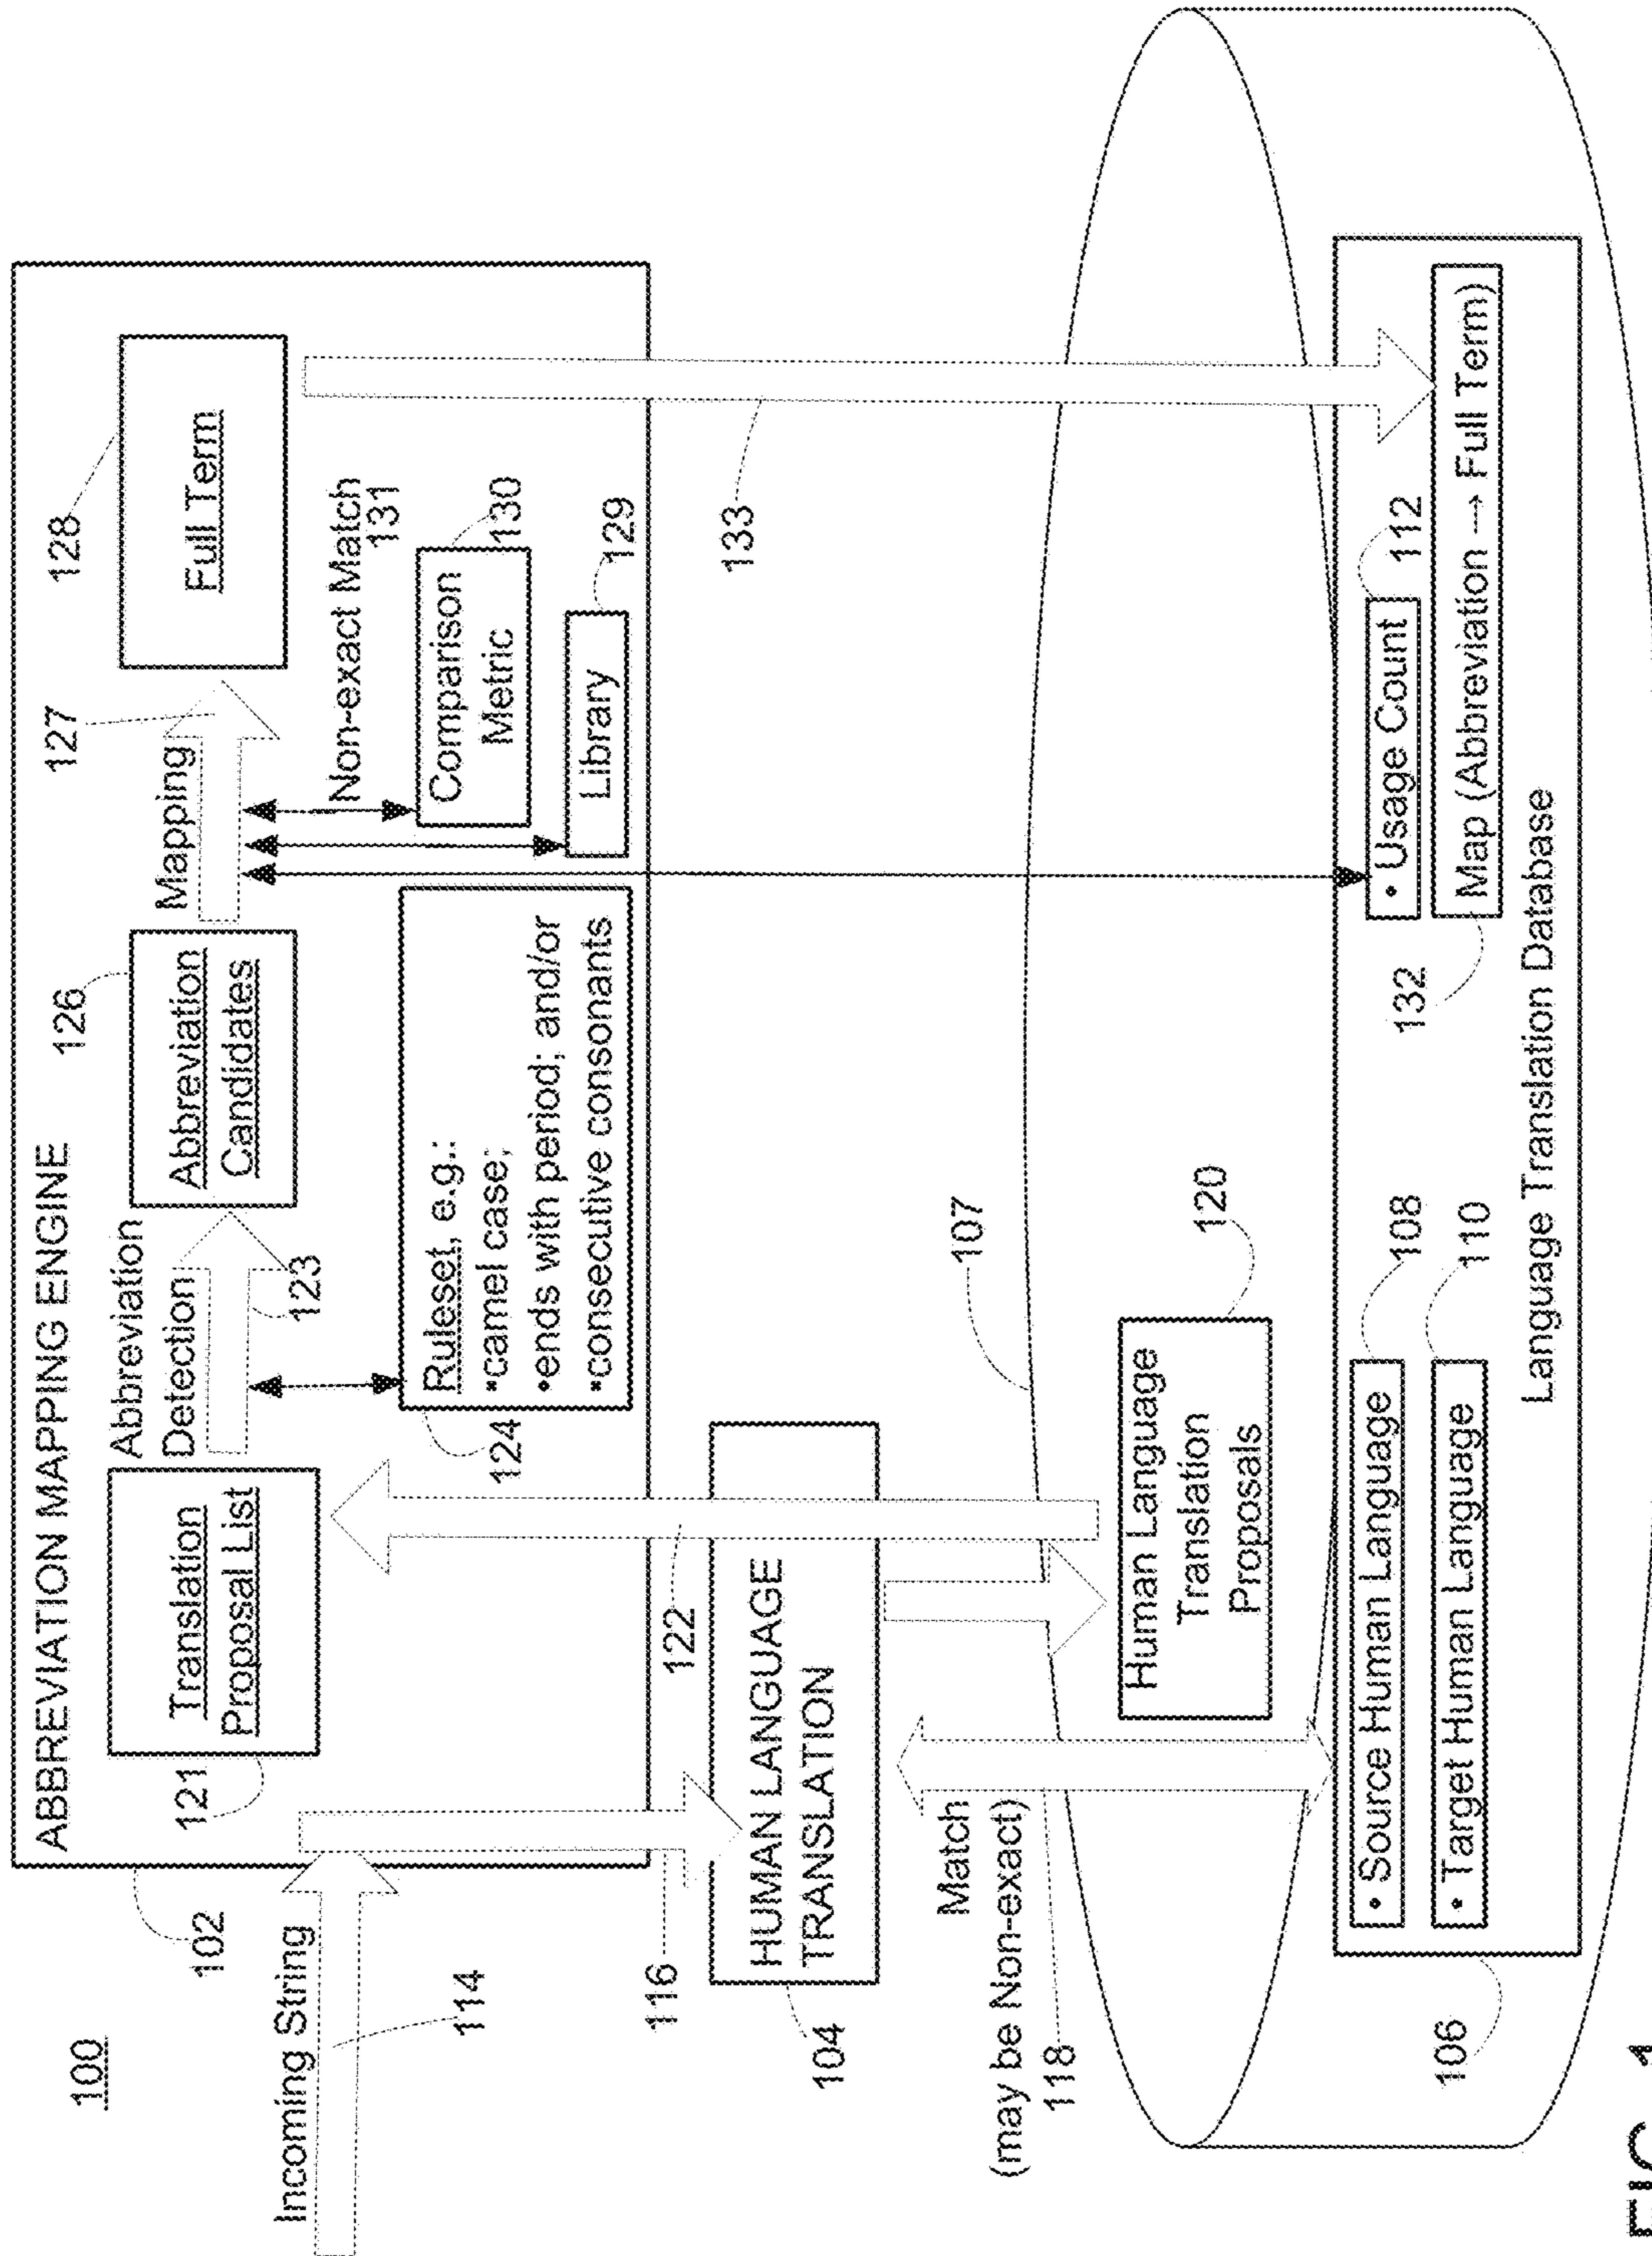 100
Incoming String
114
102
ABBREVIATION MAPPING ENGINE
121
Translation
Proposal List
Abbreviation
Detection
123
126
Abbreviation
Candidates
Mapping
127
128
Full Term
124
Ruleset, e.g.:
•camel case;
•ends with period; and/or
•consecutive consonants
Non-exact Match
131
Comparison
Metric
130
Library
129
116
122
104
HUMAN LANGUAGE
TRANSLATION
133
107
Match
(may be Non-exact)
118
Human Language
Translation
Proposals
120
106
• Source Human Language
108
• Target Human Language
110
• Usage Count
112
132
Map (Abbreviation → Full Term)
Language Translation Database
FIG. 1